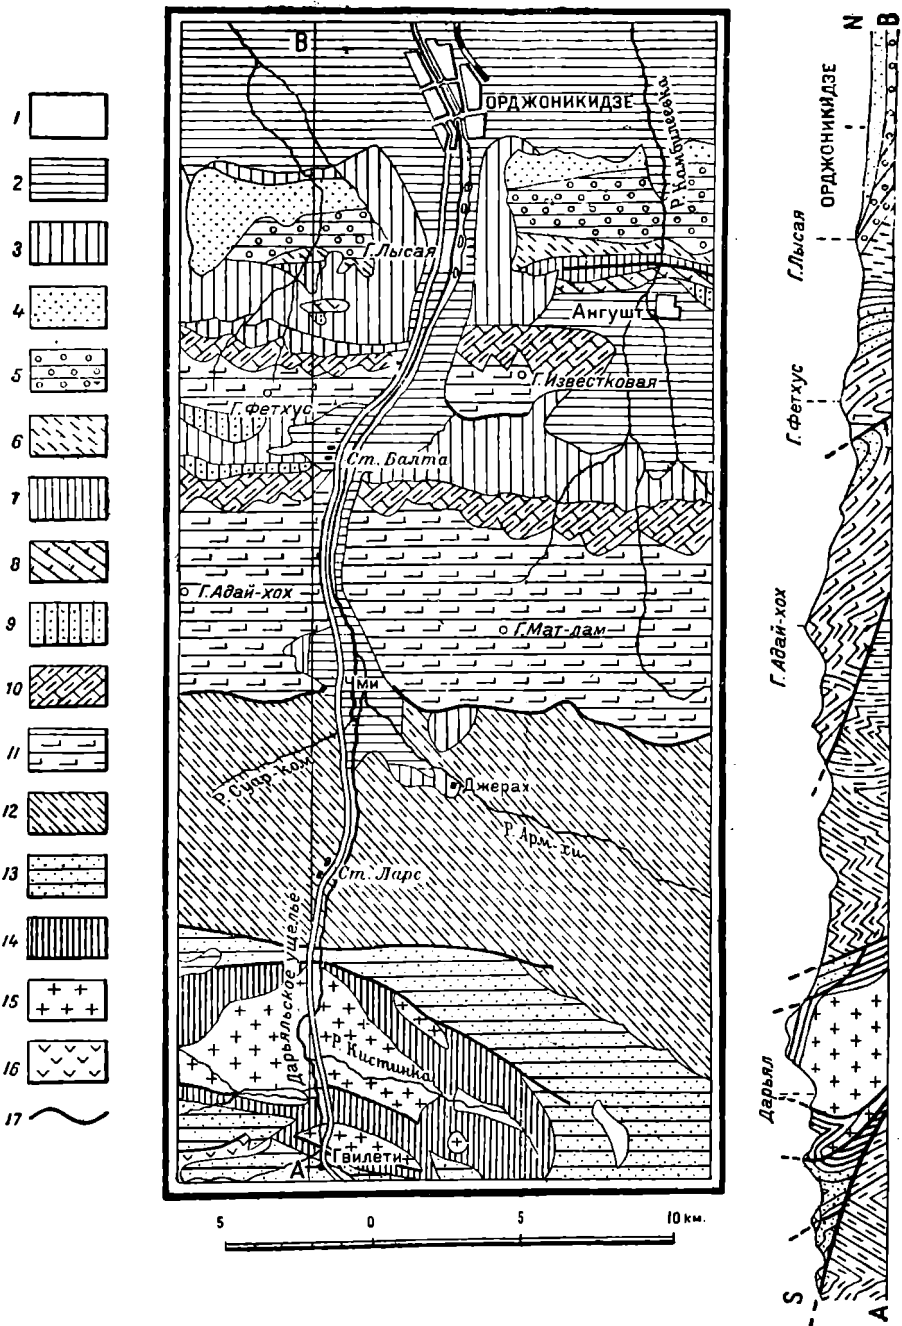 1
2
3
4
5
6
7
8
9
10
11
12
13
14
15
16
17
В
ОРДЖОНИКИДЗЕ
Р. Камбилеевка
Г. Лысая
Ангушт
Г. Известковая
Г. Фетхус
Ст. Балта
Г. Адай-хох
Г. Мат-лам
Чми
Р. Суар-ком
Джерах
Р. Арм-хи
Ст. Ларс
Дарьяльское ущелье
Р. Кистинка
Гвилети
А
5 0 5 10 км.
N В
ОРДЖОНИКИДЗЕ
Г. Лысая
Г. Фетхус
Г. Адай-хох
Дарьял
S А